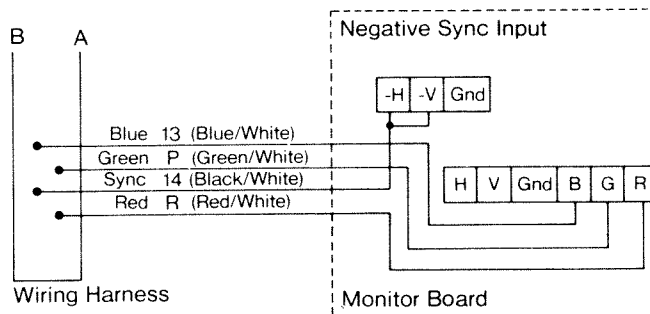 B A
Negative Sync Input
-H -V Gnd
Blue 13 (Blue/White)
Green P (Green/White)
Sync 14 (Black/White)
Red R (Red/White)
H V Gnd B G R
Wiring Harness
Monitor Board